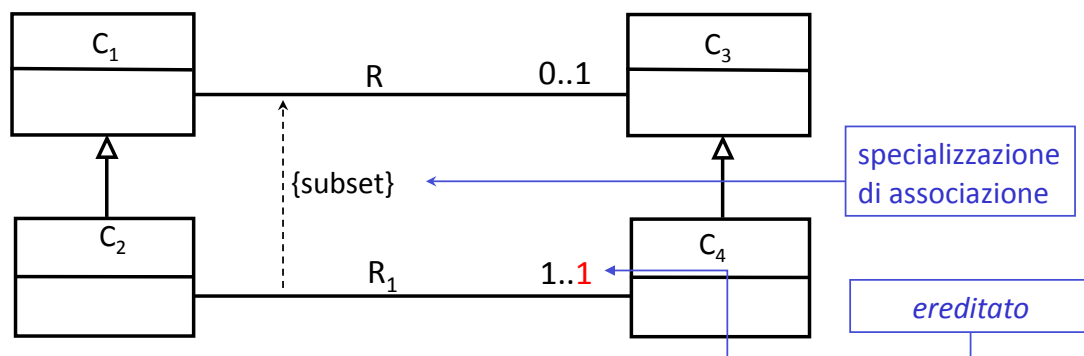 C₁
C₃
R
0..1
{subset}
specializzazione
di associazione
C₂
C₄
R₁
1..1
ereditato